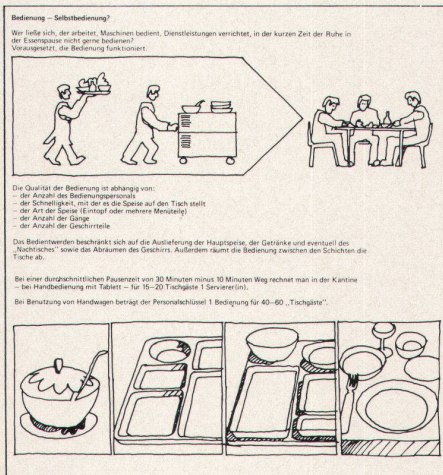 Bedienung – Selbstbedienung?
Wer ließe sich, der arbeitet, Maschinen bedient, Dienstleistungen verrichtet, in der kurzen Zeit der Ruhe in
der Essenspause nicht gerne bedienen?
Vorausgesetzt, die Bedienung funktioniert.
Die Qualität der Bedienung ist abhängig von:
– der Anzahl des Bedienungspersonals
– der Schnelligkeit, mit der es die Speise auf den Tisch stellt
– der Art der Speise (Eintopf oder mehrere Menüteile)
– der Anzahl der Gänge
– der Anzahl der Geschirrteile
Das Bedientwerden beschränkt sich auf die Auslieferung der Hauptspeise, der Getränke und eventuell des
„Nachtisches" sowie das Abräumen des Geschirrs. Außerdem räumt die Bedienung zwischen den Schichten die
Tische ab.
Bei einer durchschnittlichen Pausenzeit von 30 Minuten minus 10 Minuten Weg rechnet man in der Kantine
– bei Handbedienung mit Tablett – für 15–20 Tischgäste 1 Servierer(in).
Bei Benutzung von Handwagen beträgt der Personalschlüssel 1 Bedienung für 40–60 „Tischgäste".